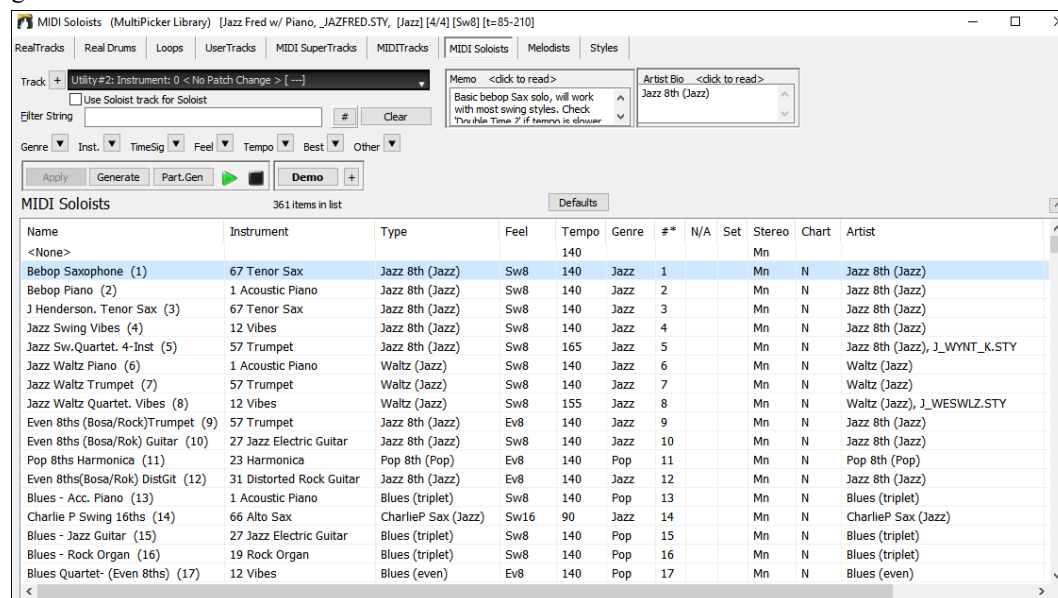 MIDI Soloists (MultiPicker Library) [Jazz Fred w/ Piano, _JAZFRED.STY, [Jazz] [4/4] [Sw8] [t=85-210]
RealTracks Real Drums Loops UserTracks MIDI SuperTracks MIDITracks MIDI Soloists Melodists Styles
Track + Utility#2: Instrument: 0 < No Patch Change > [ ---]
Memo <click to read> Artist Bio <click to read>
Use Soloist track for Soloist
Basic bebop Sax solo, will work
with most swing styles. Check
'Double Time ?' if tempo is slower
Jazz 8th (Jazz)
Filter String # Clear
Genre Inst. TimeSig Feel Tempo Best Other
Apply Generate Part.Gen Demo +
MIDI Soloists 361 items in list Defaults
Name Instrument Type Feel Tempo Genre #* N/A Set Stereo Chart Artist
<None> 140 Mn
Bebop Saxophone (1) 67 Tenor Sax Jazz 8th (Jazz) Sw8 140 Jazz 1 Mn N Jazz 8th (Jazz)
Bebop Piano (2) 1 Acoustic Piano Jazz 8th (Jazz) Sw8 140 Jazz 2 Mn N Jazz 8th (Jazz)
J Henderson. Tenor Sax (3) 67 Tenor Sax Jazz 8th (Jazz) Sw8 140 Jazz 3 Mn N Jazz 8th (Jazz)
Jazz Swing Vibes (4) 12 Vibes Jazz 8th (Jazz) Sw8 140 Jazz 4 Mn N Jazz 8th (Jazz)
Jazz Sw.Quartet. 4-Inst (5) 57 Trumpet Jazz 8th (Jazz) Sw8 165 Jazz 5 Mn N Jazz 8th (Jazz), J_WYNT_K.STY
Jazz Waltz Piano (6) 1 Acoustic Piano Waltz (Jazz) Sw8 140 Jazz 6 Mn N Waltz (Jazz)
Jazz Waltz Trumpet (7) 57 Trumpet Waltz (Jazz) Sw8 140 Jazz 7 Mn N Waltz (Jazz)
Jazz Waltz Quartet. Vibes (8) 12 Vibes Waltz (Jazz) Sw8 155 Jazz 8 Mn N Waltz (Jazz), J_WESWLZ.STY
Even 8ths (Bosa/Rock)Trumpet (9) 57 Trumpet Jazz 8th (Jazz) Ev8 140 Jazz 9 Mn N Jazz 8th (Jazz)
Even 8ths (Bosa/Rok) Guitar (10) 27 Jazz Electric Guitar Jazz 8th (Jazz) Sw8 140 Jazz 10 Mn N Jazz 8th (Jazz)
Pop 8ths Harmonica (11) 23 Harmonica Pop 8th (Pop) Ev8 140 Pop 11 Mn N Pop 8th (Pop)
Even 8ths(Bosa/Rok) DistGit (12) 31 Distorted Rock Guitar Jazz 8th (Jazz) Ev8 140 Jazz 12 Mn N Jazz 8th (Jazz)
Blues - Acc. Piano (13) 1 Acoustic Piano Blues (triplet) Sw8 140 Pop 13 Mn N Blues (triplet)
Charlie P Swing 16ths (14) 66 Alto Sax CharlieP Sax (Jazz) Sw16 90 Jazz 14 Mn N CharlieP Sax (Jazz)
Blues - Jazz Guitar (15) 27 Jazz Electric Guitar Blues (triplet) Sw8 140 Pop 15 Mn N Blues (triplet)
Blues - Rock Organ (16) 19 Rock Organ Blues (triplet) Sw8 140 Pop 16 Mn N Blues (triplet)
Blues Quartet- (Even 8ths) (17) 12 Vibes Blues (even) Ev8 140 Pop 17 Mn N Blues (even)